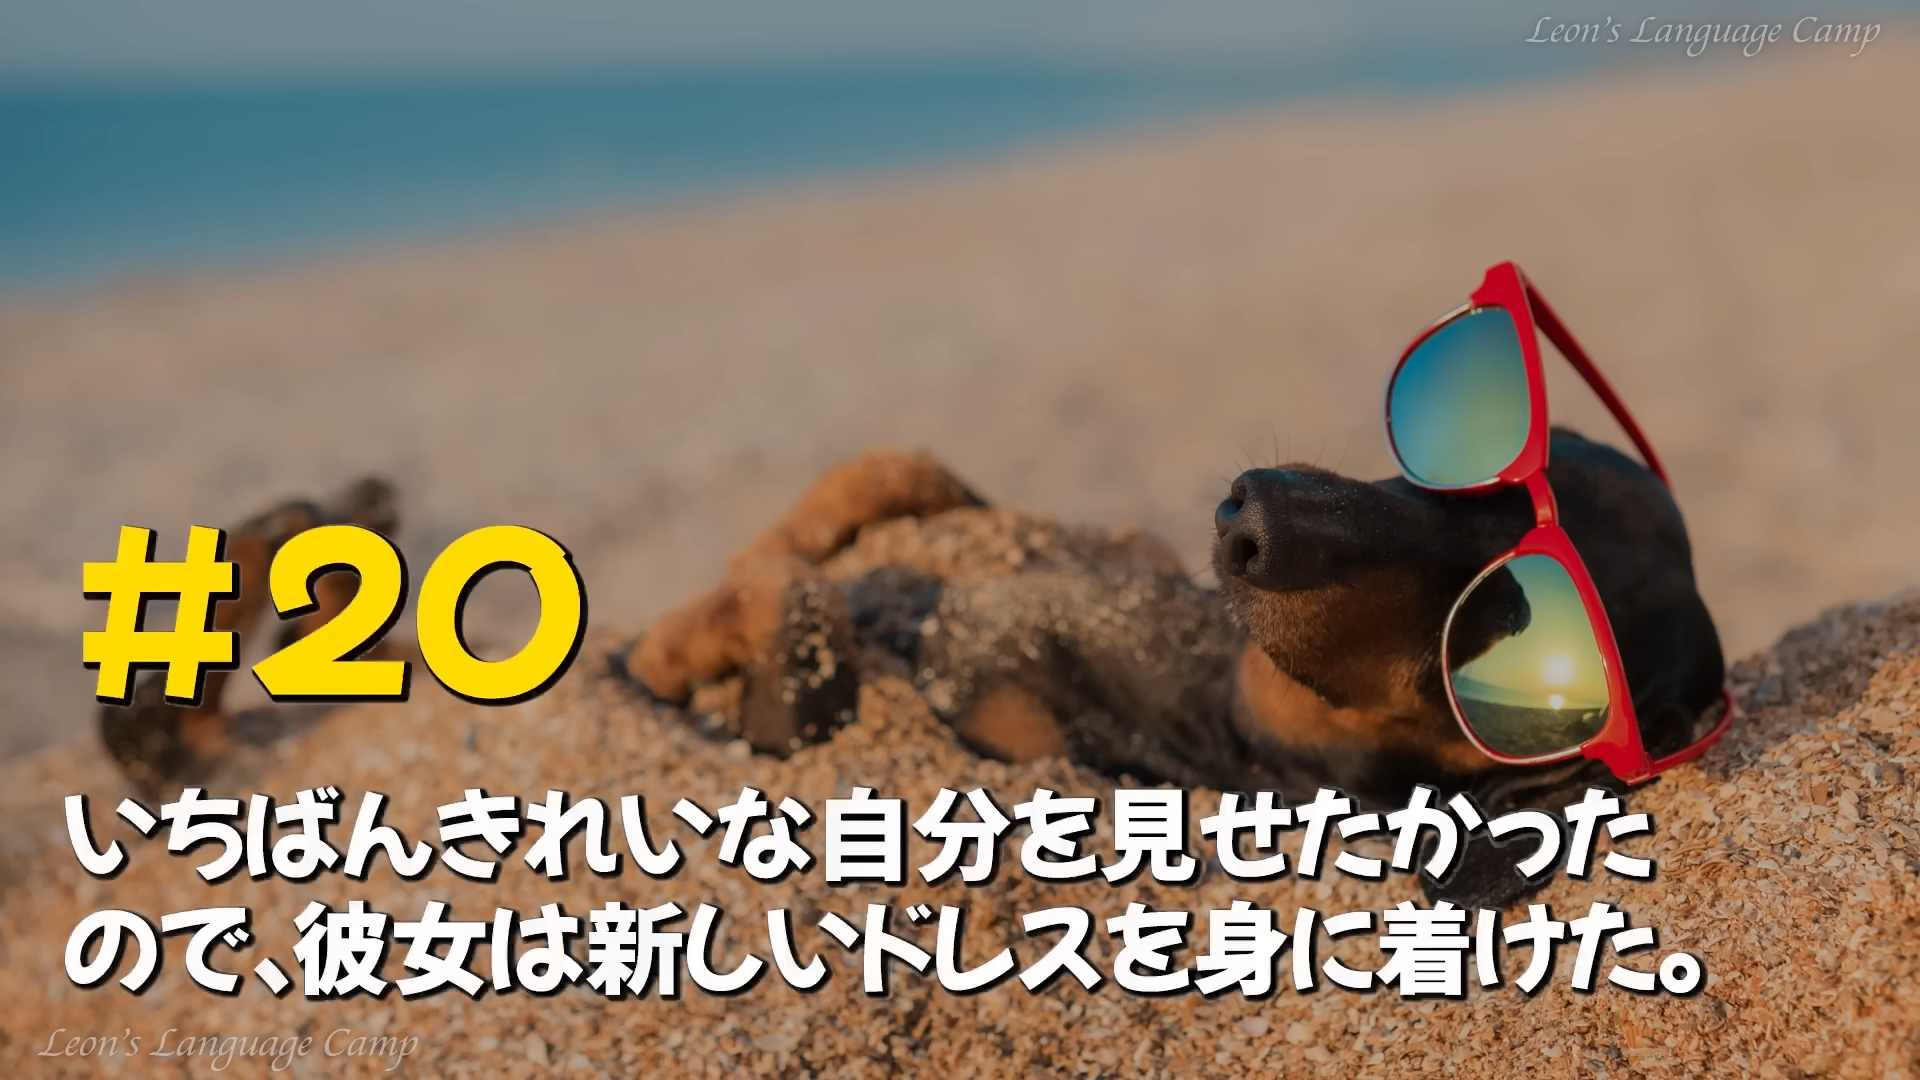 Leon's Language Camp
#20
いちばんきれいな自分を見せたかった
ので、彼女は新しいドレスを身に着けた。
Leon's Language Camp